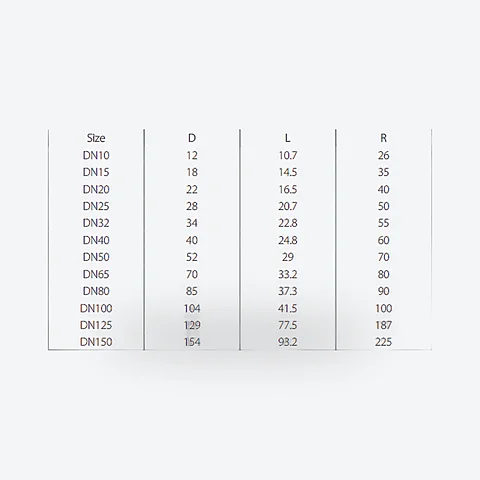 Size D L R
DN10 12 10.7 26
DN15 18 14.5 35
DN20 22 16.5 40
DN25 28 20.7 50
DN32 34 22.8 55
DN40 40 24.8 60
DN50 52 29 70
DN65 70 33.2 80
DN80 85 37.3 90
DN100 104 41.5 100
DN125 129 77.5 187
DN150 154 93.2 225